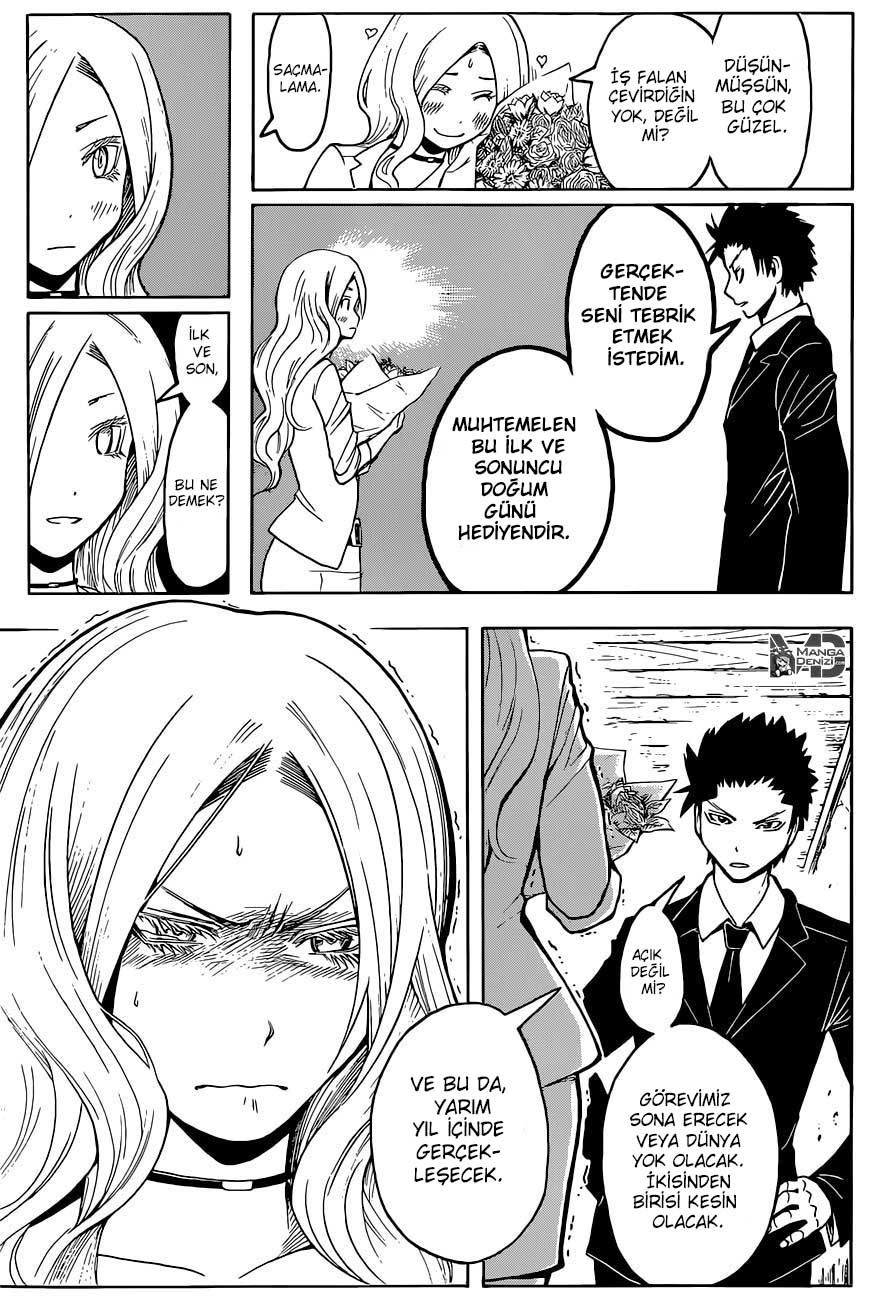 DÜŞÜN-
MÜŞSÜN,
BU ÇOK
GÜZEL.
İŞ FALAN
ÇEVİRDİĞİN
YOK, DEĞİL
Mİ?
SAÇMA-
LAMA.
GERÇEK-
TENDE
SENİ TEBRİK
ETMEK
İSTEDİM.
MUHTEMELEN
BU İLK VE
SONUNCU
DOĞUM
GÜNÜ
HEDİYENDİR.
İLK
VE
SON,
BU NE
DEMEK?
MANGA
DENİZİ
AÇIK
DEĞİL
Mİ?
GÖREVİMİZ
SONA ERECEK
VEYA DÜNYA
YOK OLACAK.
İKİSİNDEN
BİRİSİ KESİN
OLACAK.
VE BU DA,
YARIM
YIL İÇİNDE
GERÇEK-
LEŞECEK.